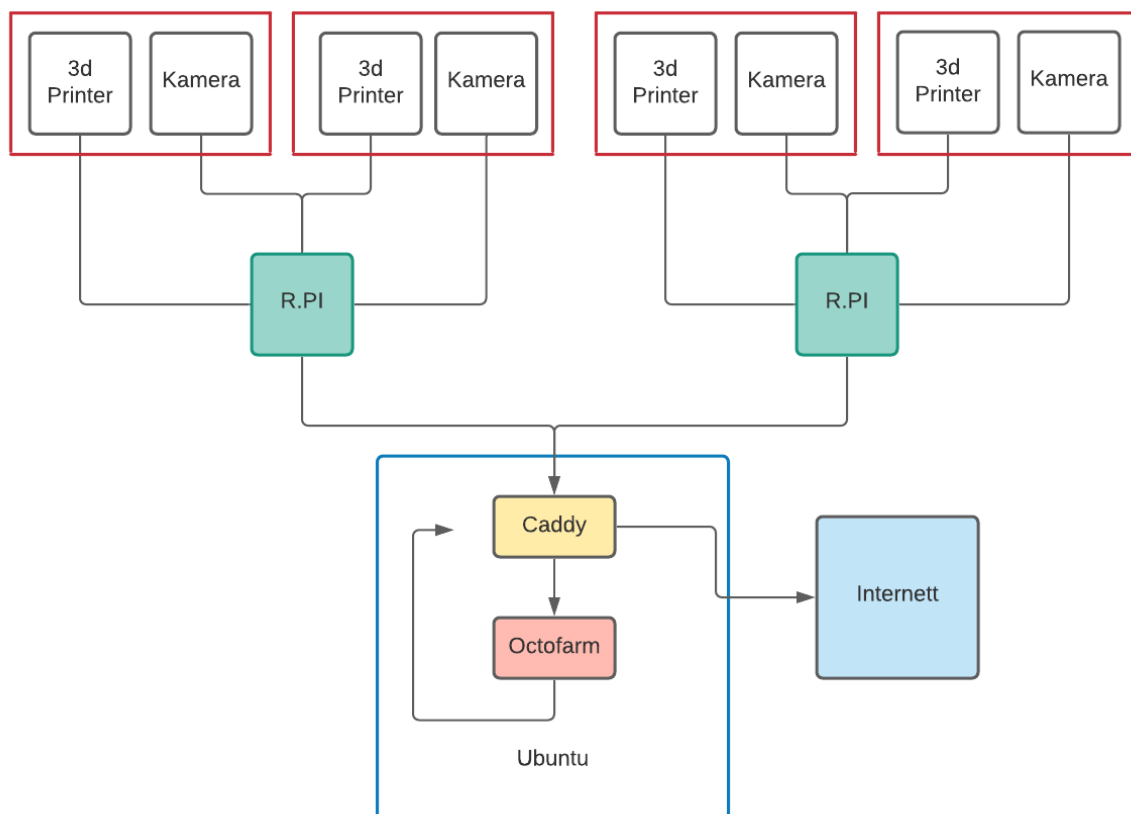 3d
Printer
Kamera
3d
Printer
Kamera
3d
Printer
Kamera
3d
Printer
Kamera
R.PI
R.PI
Caddy
Internett
Octofarm
Ubuntu